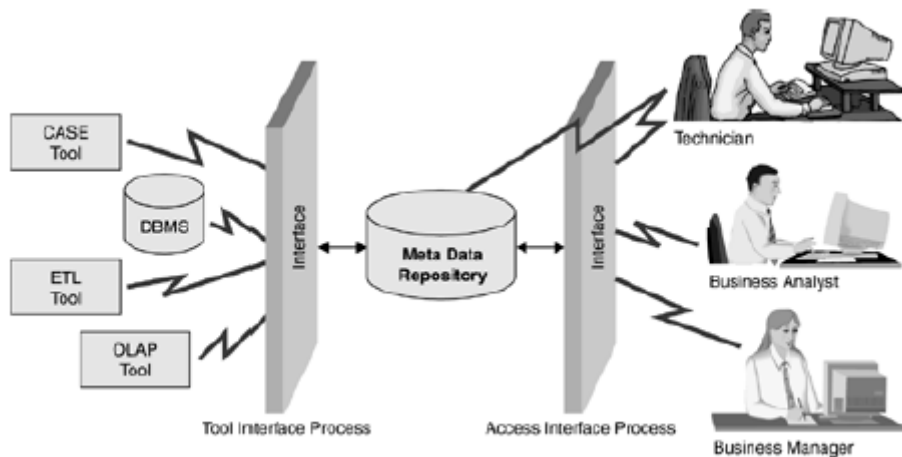 CASE
Tool
DBMS
ETL
Tool
OLAP
Tool
Interface
Tool Interface Process
Meta Data
Repository
Interface
Access Interface Process
Technician
Business Analyst
Business Manager